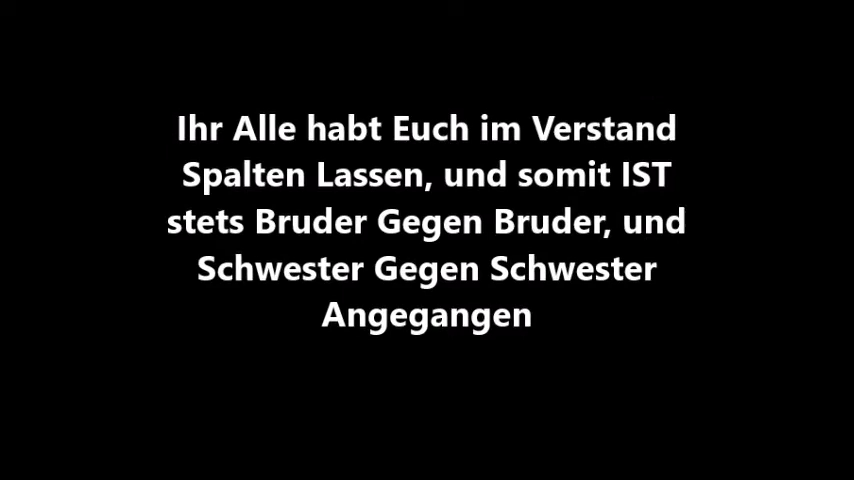 Ihr Alle habt Euch im Verstand
Spalten Lassen, und somit IST
stets Bruder Gegen Bruder, und
Schwester Gegen Schwester
Angegangen